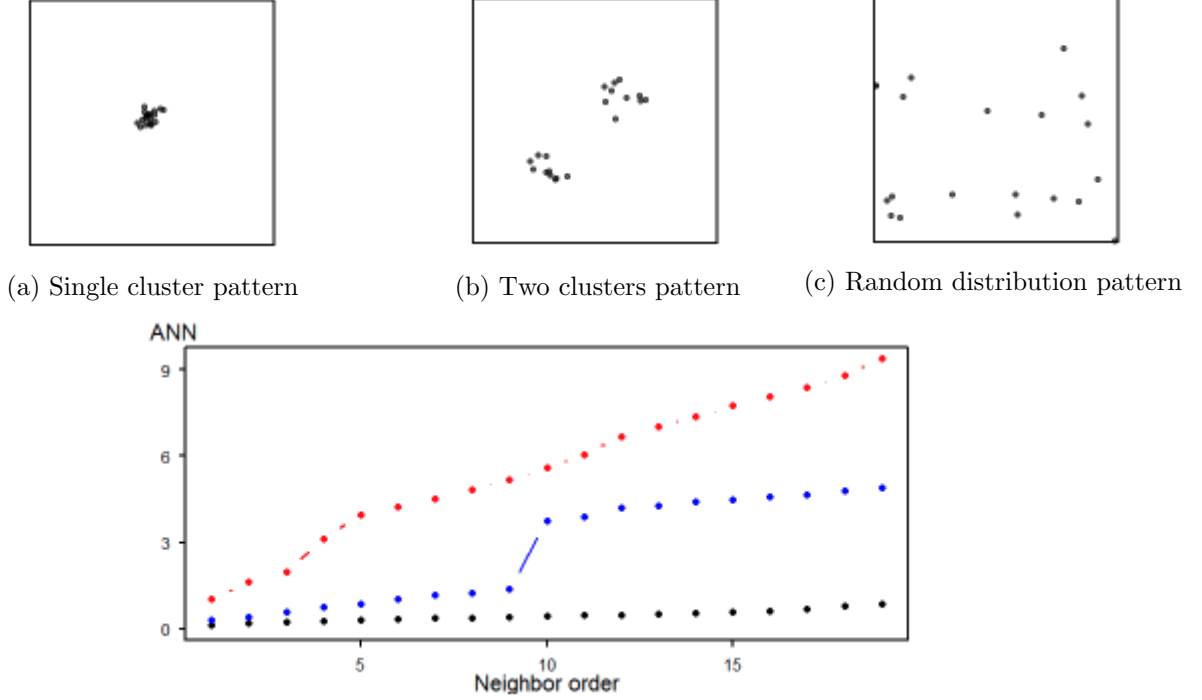 (a) Single cluster pattern
(b) Two clusters pattern
(c) Random distribution pattern
ANN
9
6
3
0
5 10 15
Neighbor order